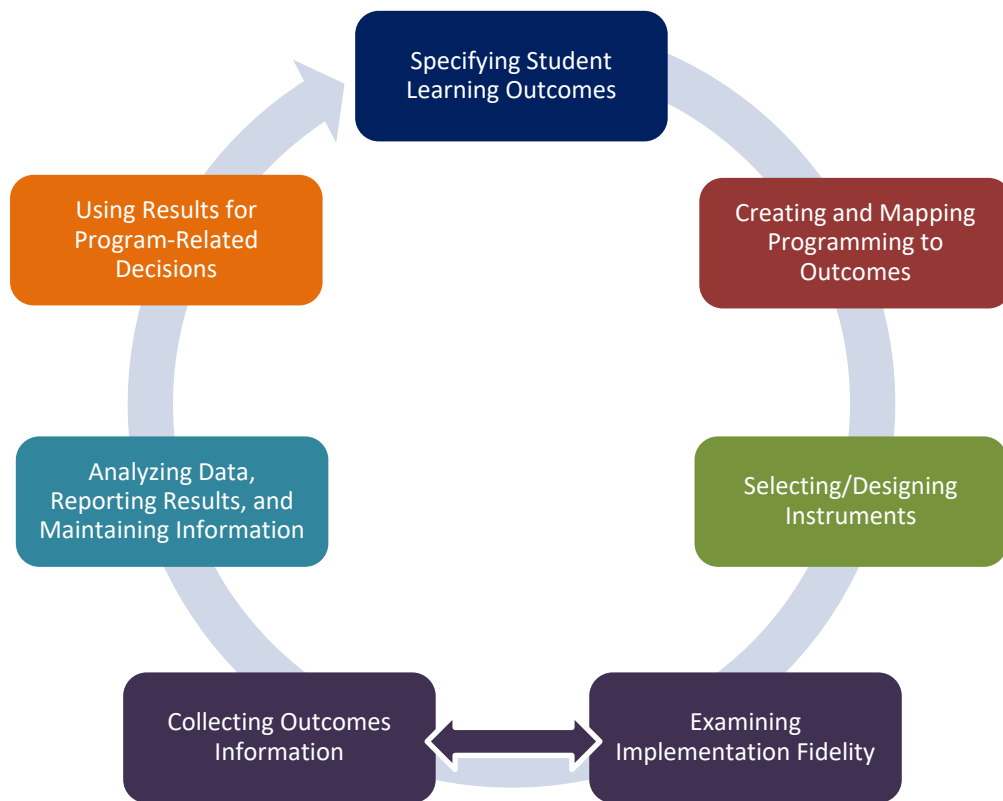 Specifying Student
Learning Outcomes
Creating and Mapping
Programming to
Outcomes
Selecting/Designing
Instruments
Examining
Implementation Fidelity
Collecting Outcomes
Information
Analyzing Data,
Reporting Results, and
Maintaining Information
Using Results for
Program-Related
Decisions